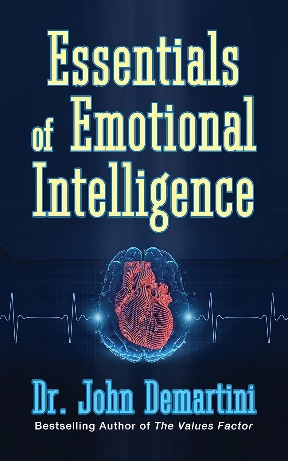 Essentials
of Emotional
Intelligence
Dr. John Demartini
Bestselling Author of The Values Factor